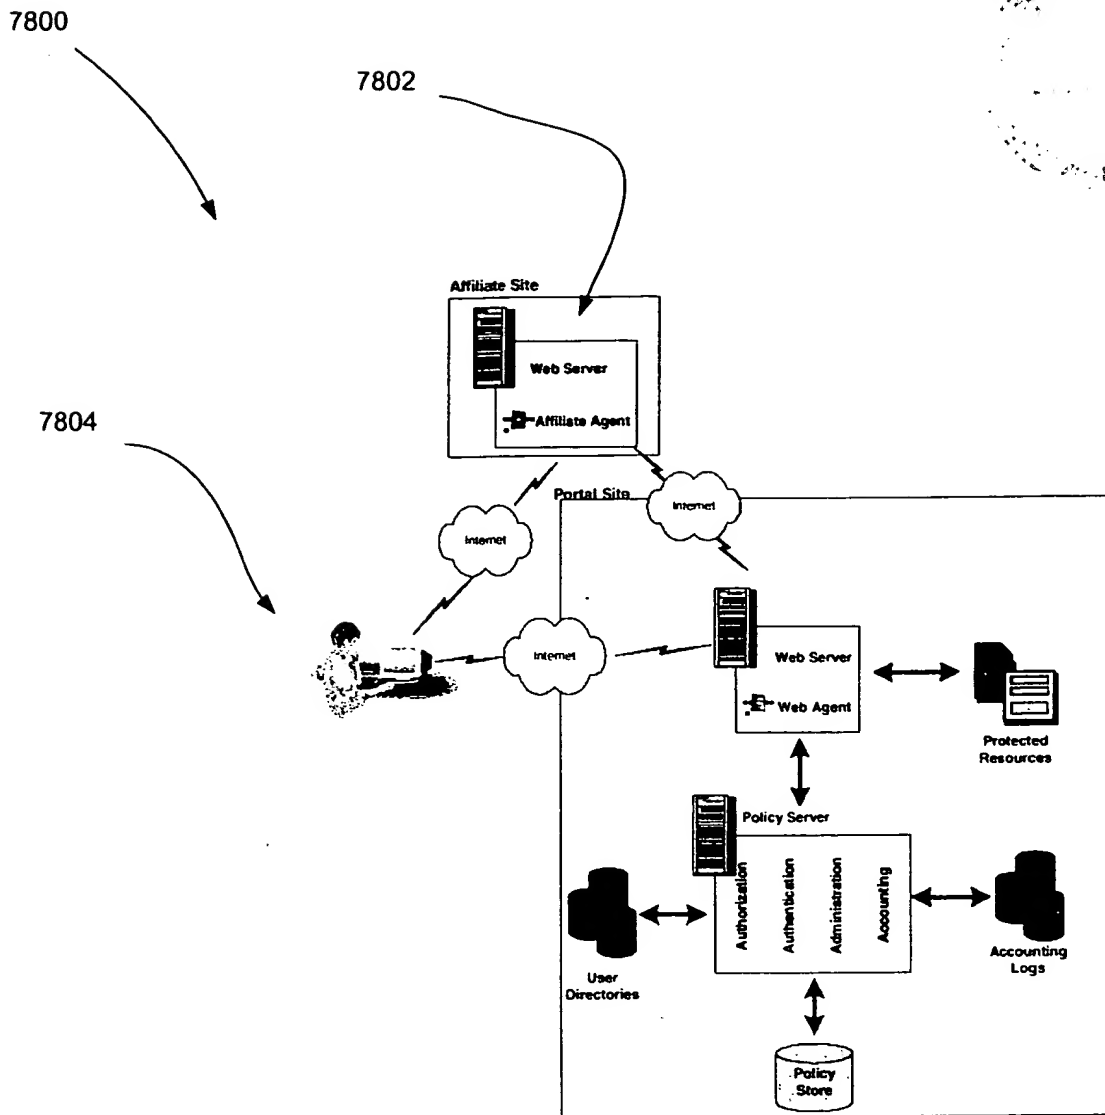 7800
7802
Affiliate Site
Web Server
Affiliate Agent
7804
Portal Site
Internet
Internet
Internet
Web Server
Web Agent
Protected
Resources
Policy Server
Authorization
Authentication
Administration
Accounting
User
Directories
Accounting
Logs
Policy
Store